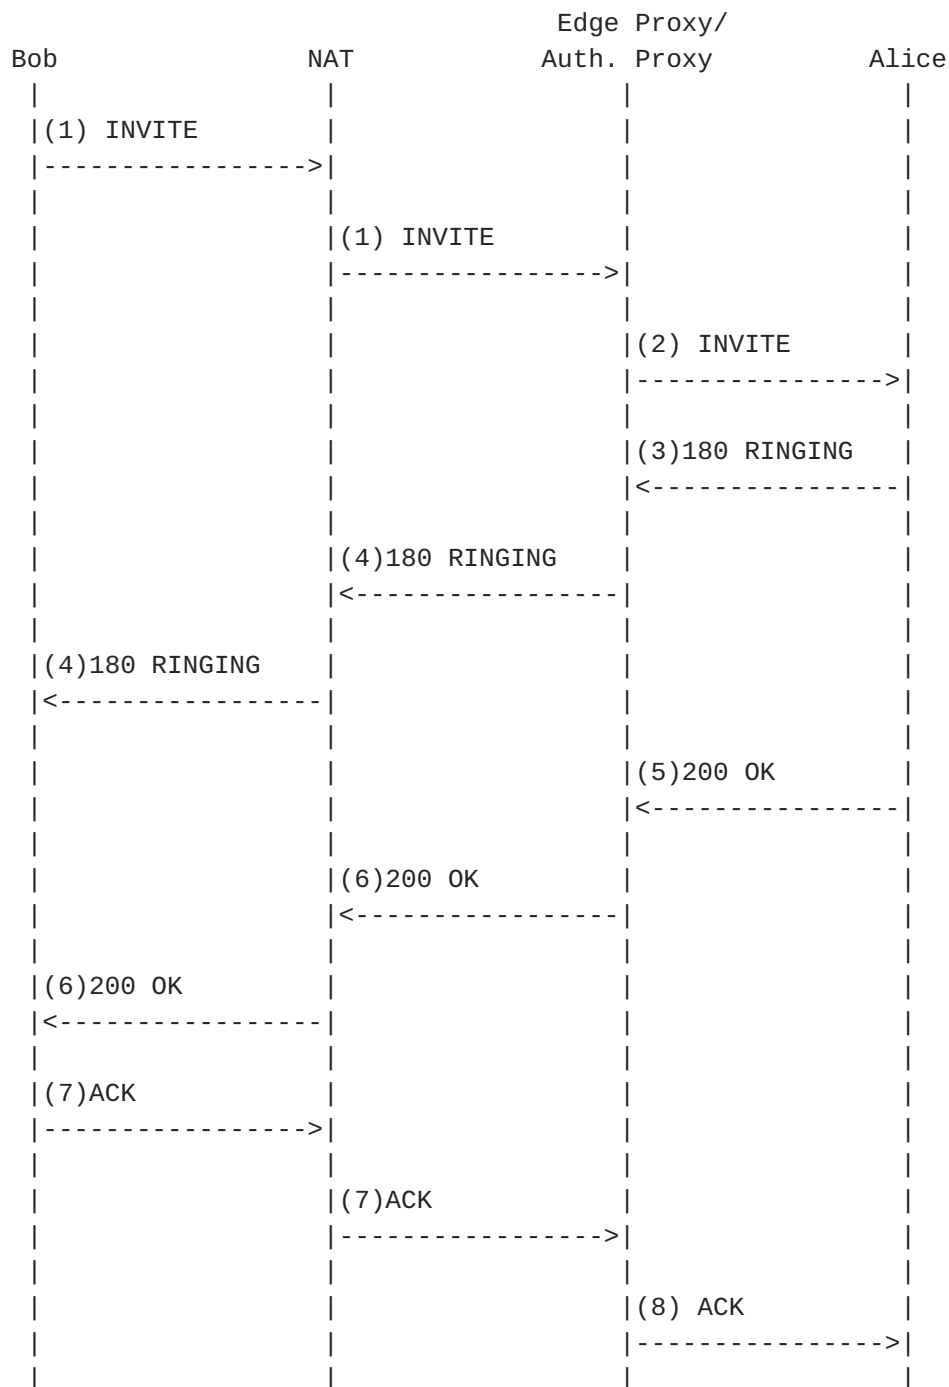 Edge Proxy/
Bob NAT Auth. Proxy Alice
(1) INVITE
(1) INVITE
(2) INVITE
(3)180 RINGING
(4)180 RINGING
(4)180 RINGING
(5)200 OK
(6)200 OK
(6)200 OK
(7)ACK
(7)ACK
(8) ACK